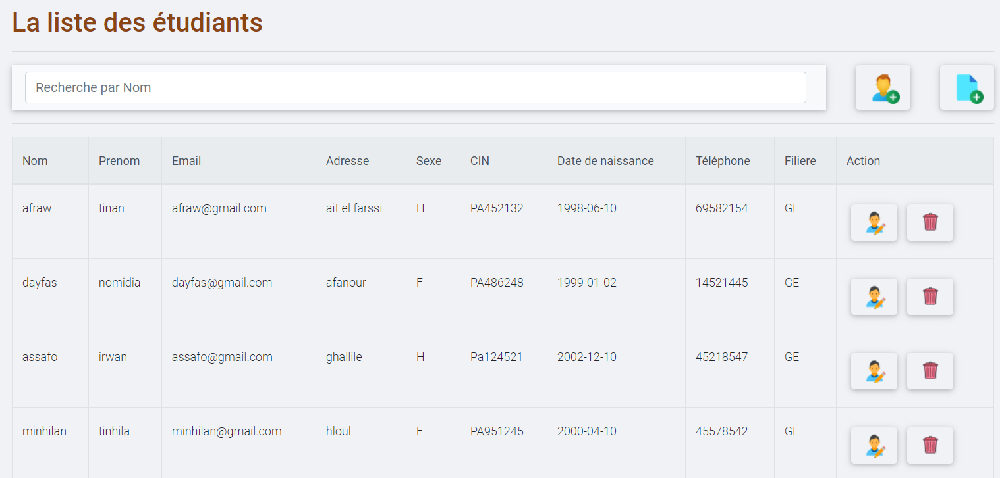 La liste des étudiants
Recherche par Nom
Nom Prenom Email Adresse Sexe CIN Date de naissance Téléphone Filiere Action
afraw tinan afraw@gmail.com ait el farssi H PA452132 1998-06-10 69582154 GE
dayfas nomidia dayfas@gmail.com afanour F PA486248 1999-01-02 14521445 GE
assafo irwan assafo@gmail.com ghallile H Pa124521 2002-12-10 45218547 GE
minhilan tinhila minhilan@gmail.com hloul F PA951245 2000-04-10 45578542 GE